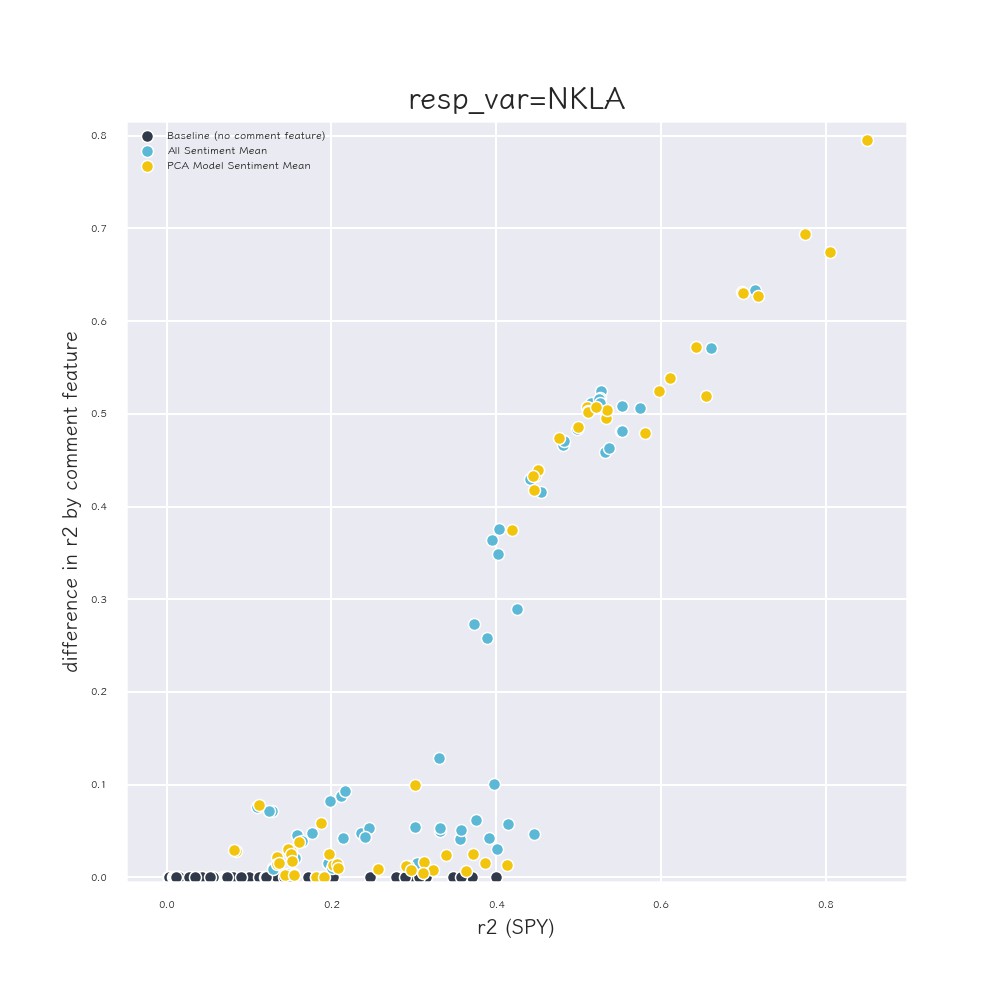 resp_var=NKLA
Baseline (no comment feature)
All Sentiment Mean
PCA Model Sentiment Mean
difference in r2 by comment feature
0.8
0.7
0.6
0.5
0.4
0.3
0.2
0.1
0.0
0.0 0.2 0.4 0.6 0.8
r2 (SPY)